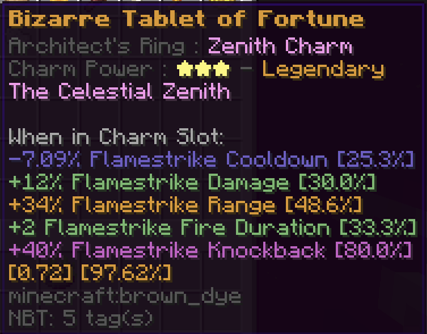 Bizarre Tablet of Fortune
Architect's Ring : Zenith Charm
Charm Power : ★★★ – Legendary
The Celestial Zenith
When in Charm Slot:
-7.09% Flamestrike Cooldown [25.3%]
+12% Flamestrike Damage [30.0%]
+34% Flamestrike Range [48.6%]
+2 Flamestrike Fire Duration [33.3%]
+40% Flamestrike Knockback [80.0%]
[0.72] [97.62%]
minecraft:brown_dye
NBT: 5 tag(s)